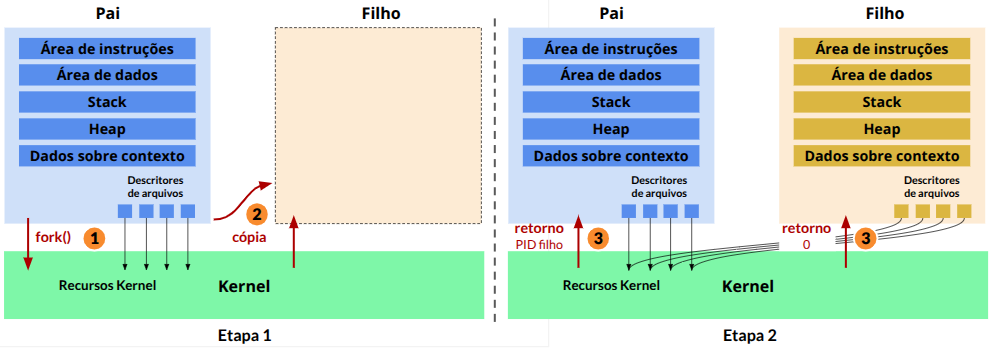 Pai
Filho
Área de instruções
Área de dados
Stack
Heap
Dados sobre contexto
Descritores
de arquivos
fork()
1
2
cópia
Recursos Kernel
Kernel
Etapa 1
Pai
Filho
Área de instruções
Área de dados
Stack
Heap
Dados sobre contexto
Descritores
de arquivos
Área de instruções
Área de dados
Stack
Heap
Dados sobre contexto
Descritores
de arquivos
retorno
PID filho
3
retorno
0
3
Recursos Kernel
Kernel
Etapa 2